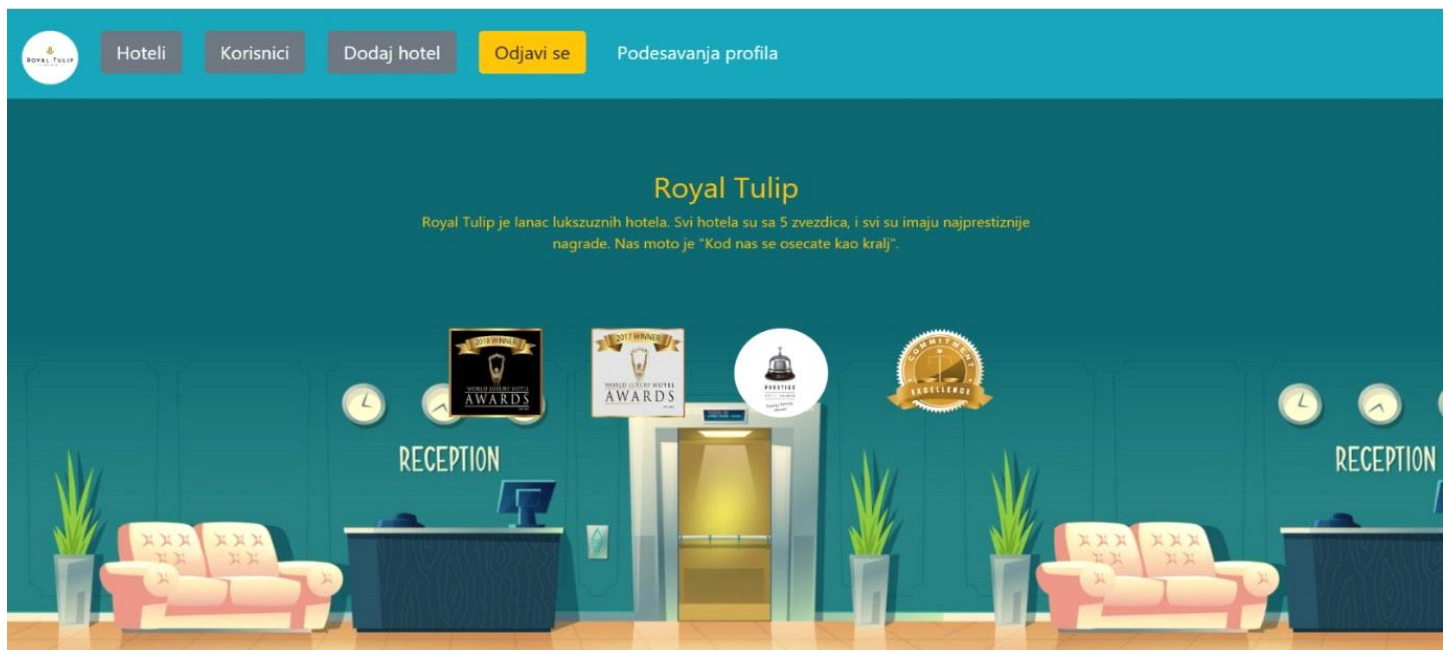 ROYAL TULIP
Hoteli
Korisnici
Dodaj hotel
Odjavi se
Podesavanja profila
Royal Tulip
Royal Tulip je lanac lukszuznih hotela. Svi hotela su sa 5 zvezdica, i svi su imaju najprestiznije
nagrade. Nas moto je "Kod nas se osecate kao kralj".
2018 WINNER
WORLD LUXURY HOTEL
AWARDS
2017 WINNER
WORLD LUXURY HOTEL
AWARDS
PRESTIGE
COMMITMENT
EXCELLENCE
RECEPTION
RECEPTION